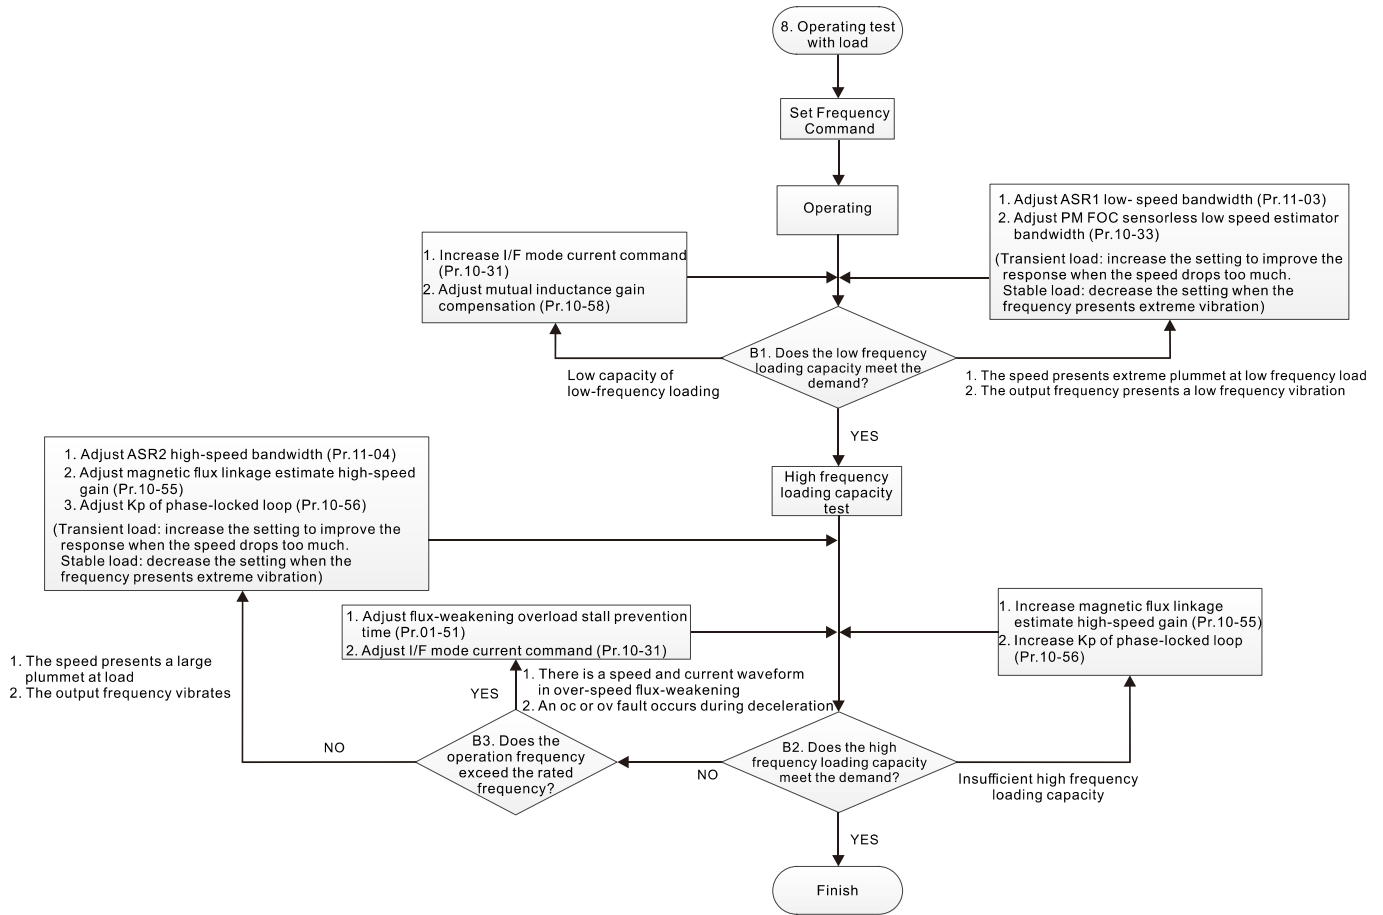 8. Operating test
with load
Set Frequency
Command
Operating
1. Adjust ASR1 low- speed bandwidth (Pr.11-03)
2. Adjust PM FOC sensorless low speed estimator
bandwidth (Pr.10-33)
(Transient load: increase the setting to improve the
response when the speed drops too much.
Stable load: decrease the setting when the
frequency presents extreme vibration)
1. Increase I/F mode current command
(Pr.10-31)
2. Adjust mutual inductance gain
compensation (Pr.10-58)
B1. Does the low frequency
loading capacity meet the
demand?
Low capacity of
low-frequency loading
1. The speed presents extreme plummet at low frequency load
2. The output frequency presents a low frequency vibration
YES
High frequency
loading capacity
test
1. Adjust ASR2 high-speed bandwidth (Pr.11-04)
2. Adjust magnetic flux linkage estimate high-speed
gain (Pr.10-55)
3. Adjust Kp of phase-locked loop (Pr.10-56)
(Transient load: increase the setting to improve the
response when the speed drops too much.
Stable load: decrease the setting when the
frequency presents extreme vibration)
1. Adjust flux-weakening overload stall prevention
time (Pr.01-51)
2. Adjust I/F mode current command (Pr.10-31)
1. Increase magnetic flux linkage
estimate high-speed gain (Pr.10-55)
2. Increase Kp of phase-locked loop
(Pr.10-56)
1. The speed presents a large
plummet at load
2. The output frequency vibrates
YES
1. There is a speed and current waveform
in over-speed flux-weakening
2. An oc or ov fault occurs during deceleration
NO
B3. Does the
operation frequency
exceed the rated
frequency?
NO
B2. Does the high
frequency loading capacity
meet the demand?
Insufficient high frequency
loading capacity
YES
Finish